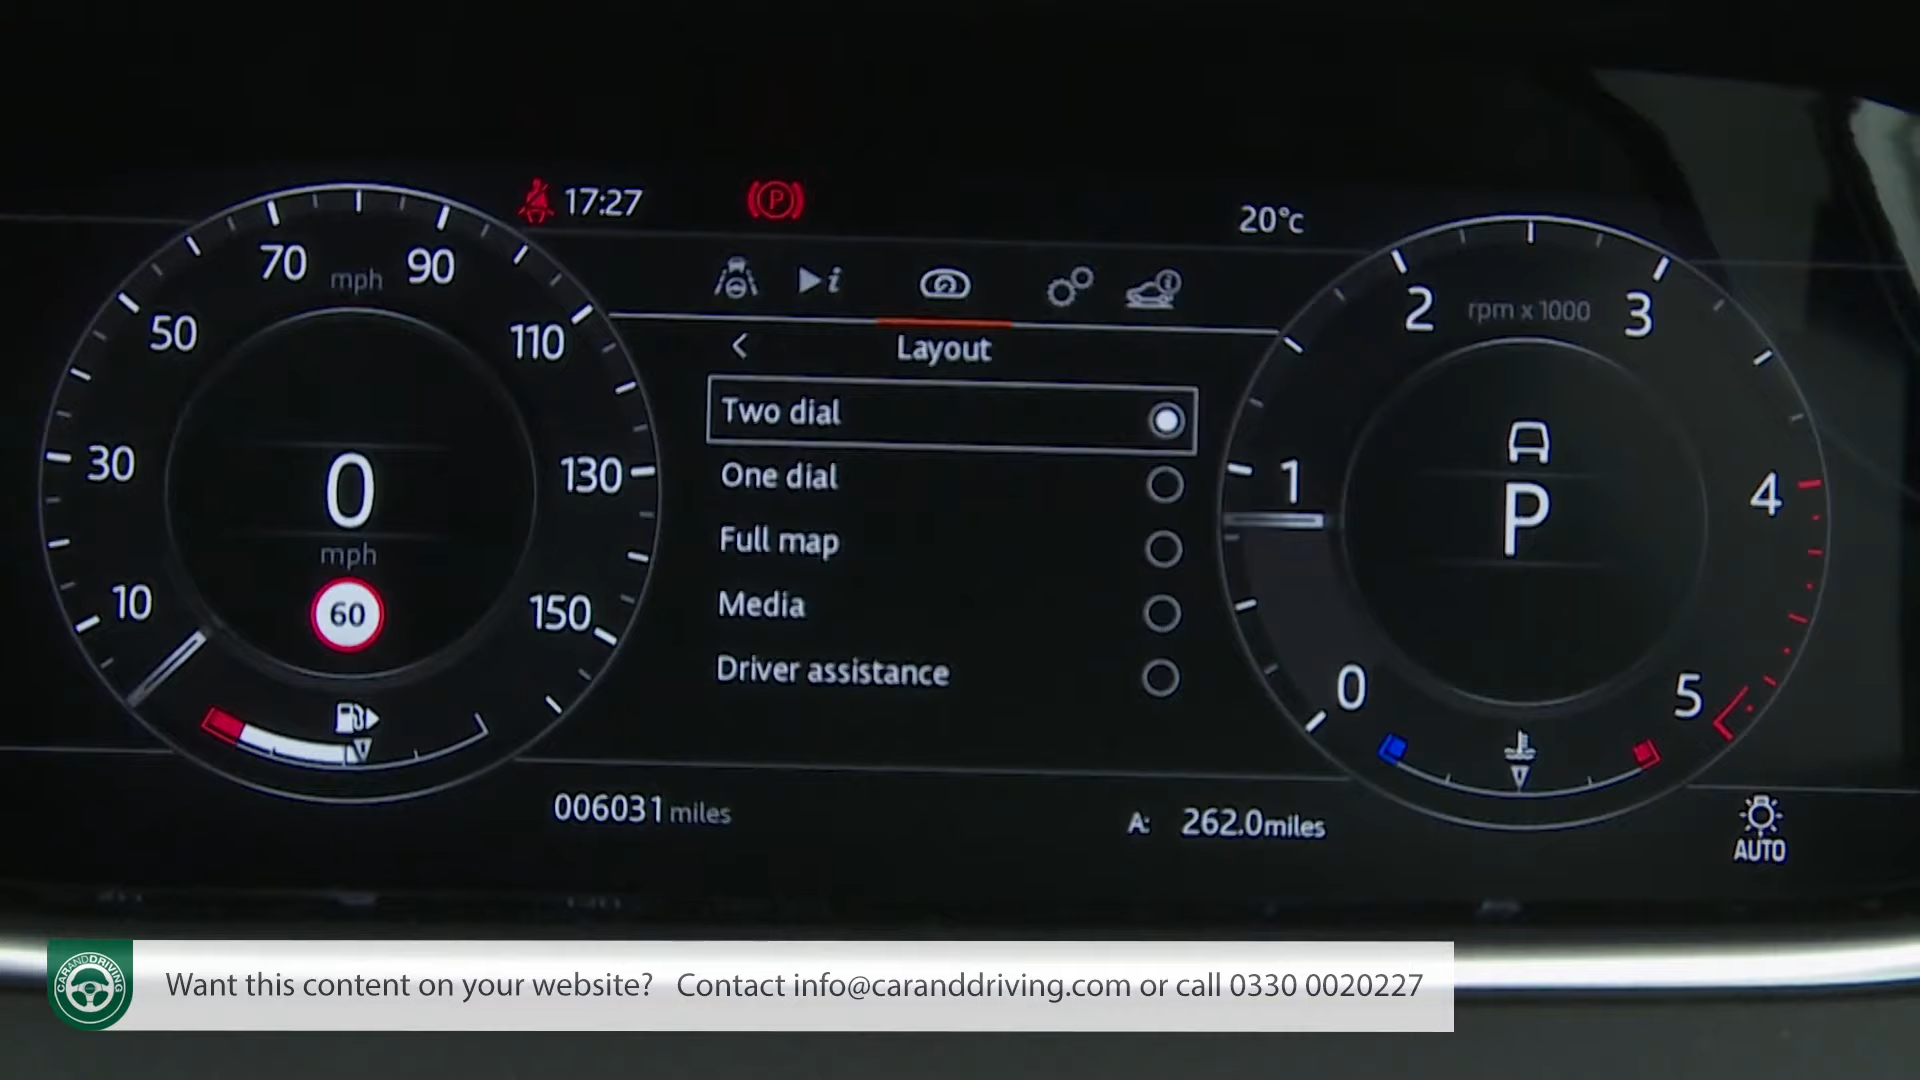 17:27
P
20°c
70 mph 90
50
110
30
130
10
150
0
mph
60
i
i
Layout
Two dial
One dial
Full map
Media
Driver assistance
2 rpm x 1000 3
1
4
0
5
P
006031 miles
A: 262.0miles
AUTO
CARANDDRIVING
Want this content on your website? Contact info@caranddriving.com or call 0330 0020227